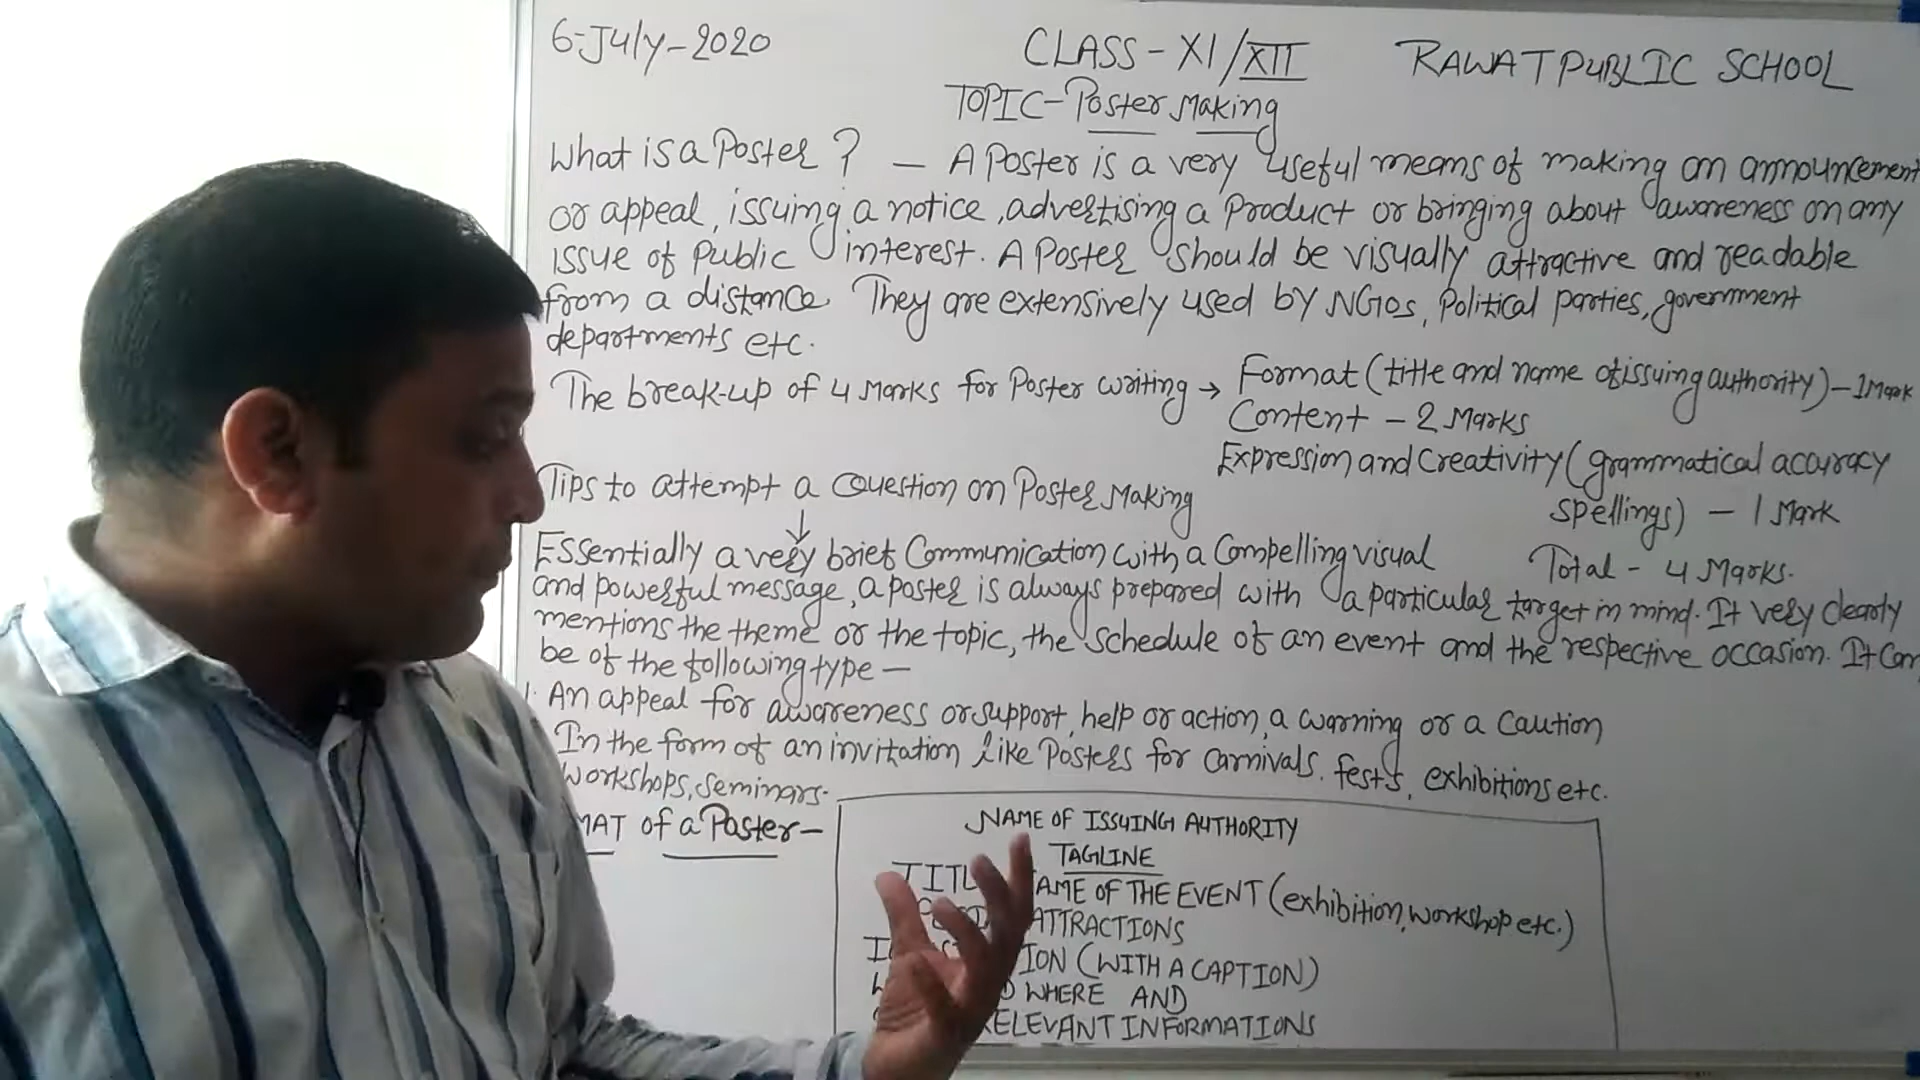 6-July-2020
CLASS - XI/XII
RAWAT PUBLIC SCHOOL
TOPIC-Poster Making
What is a Poster ? — A Poster is a very useful means of making an announcement
or appeal, issuing a notice, advertising a Product or bringing about awareness on any
issue of Public interest. A Poster should be visually attractive and readable
from a distance. They are extensively used by NGOs, Political parties, government
departments etc.
The break-up of 4 Marks for Poster writing → Format (title and name of issuing authority) - 1 Mark
Content - 2 Marks
Expression and Creativity (grammatical accuracy
spellings) - 1 Mark
Total - 4 Marks.
Tips to attempt a Question on Poster Making
↓
Essentially a very brief Communication with a Compelling visual
and powerful message, a poster is always prepared with a particular target in mind. It very clearly
mentions the theme or the topic, the schedule of an event and the respective occasion. It can
be of the following type —
An appeal for awareness or support, help or action, a warning or a caution
In the form of an invitation like Posters for Carnivals. fests, exhibitions etc.
workshops, seminars.
MAT of a Poster-
NAME OF ISSUING AUTHORITY
TAGLINE
NAME OF THE EVENT (exhibition, workshop etc.)
ATTRACTIONS
ION (WITH A CAPTION)
WHERE AND
RELEVANT INFORMATIONS